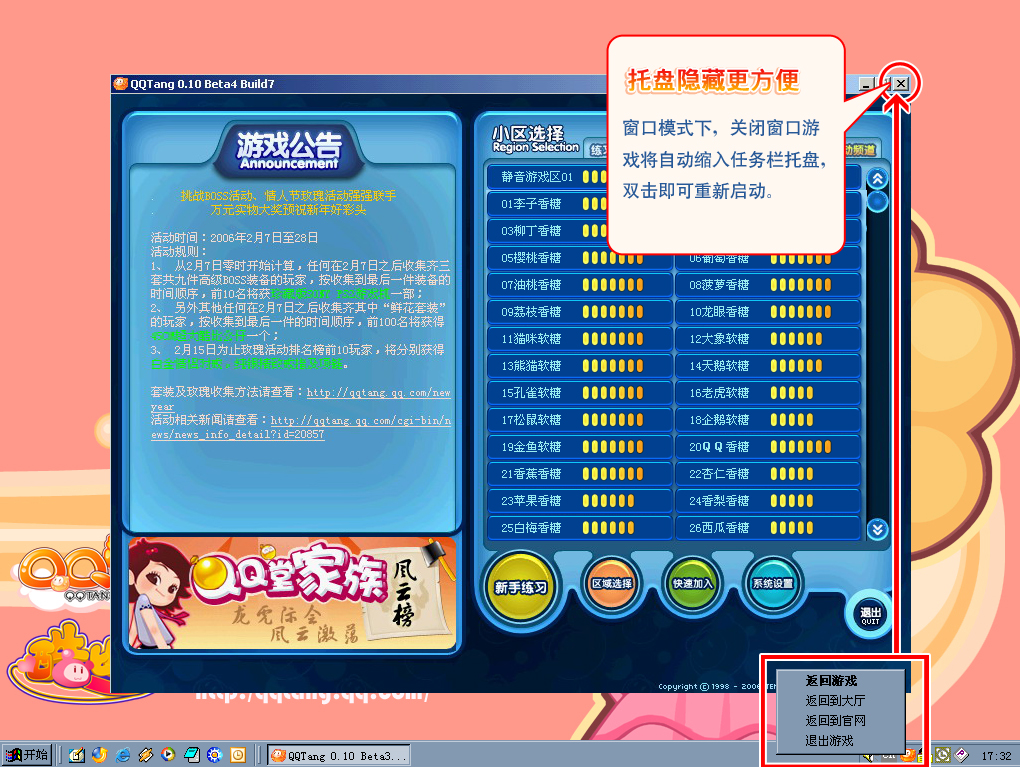 QQTang 0.10 Beta4 Build7
托盘隐藏更方便
窗口模式下，关闭窗口游
戏将自动缩入任务栏托盘，
双击即可重新启动。
游戏公告
Announcement
挑战BOSS活动、情人节玫瑰活动强强联手
万元实物大奖预祝新年好彩头
活动时间：2006年2月7日至28日
活动规则：
1、 从2月7日零时开始计算，任何在2月7日之后收集齐三
套共九件高级BOSS装备的玩家，按收集到最后一件装备的
时间顺序，前10名将获
一部；
2、 另外其他任何在2月7日之后收集齐其中“鲜花套装”
的玩家，按收集到最后一件的时间顺序，前100名将获得
一个；
3、 2月15日为止玫瑰活动排名榜前10玩家，将分别获得
。
套装及玫瑰收集方法请查看：http://qqtang.qq.com/new
year
活动相关新闻请查看：http://qqtang.qq.com/cgi-bin/n
ews/news_info_detail?id=20857
QQ堂家族
风云榜
龙虎际会
风云激荡
小区选择
Region Selection
练习
动频道
静音游戏区01
01李子香糖
03柳丁香糖
05樱桃香糖
06葡萄香糖
07油桃香糖
08菠萝香糖
09荔枝香糖
10龙眼香糖
11猫咪软糖
12大象软糖
13熊猫软糖
14天鹅软糖
15孔雀软糖
16老虎软糖
17松鼠软糖
18企鹅软糖
19金鱼软糖
20ＱＱ香糖
21香蕉香糖
22杏仁香糖
23苹果香糖
24香梨香糖
25白梅香糖
26西瓜香糖
新手练习
区域选择
快速加入
系统设置
退出
QUIT
Copyright © 1998 - 2006 TEN
http://qqtang.qq.com/
返回游戏
返回到大厅
返回到官网
退出游戏
开始
QQTang 0.10 Beta3...
17:32